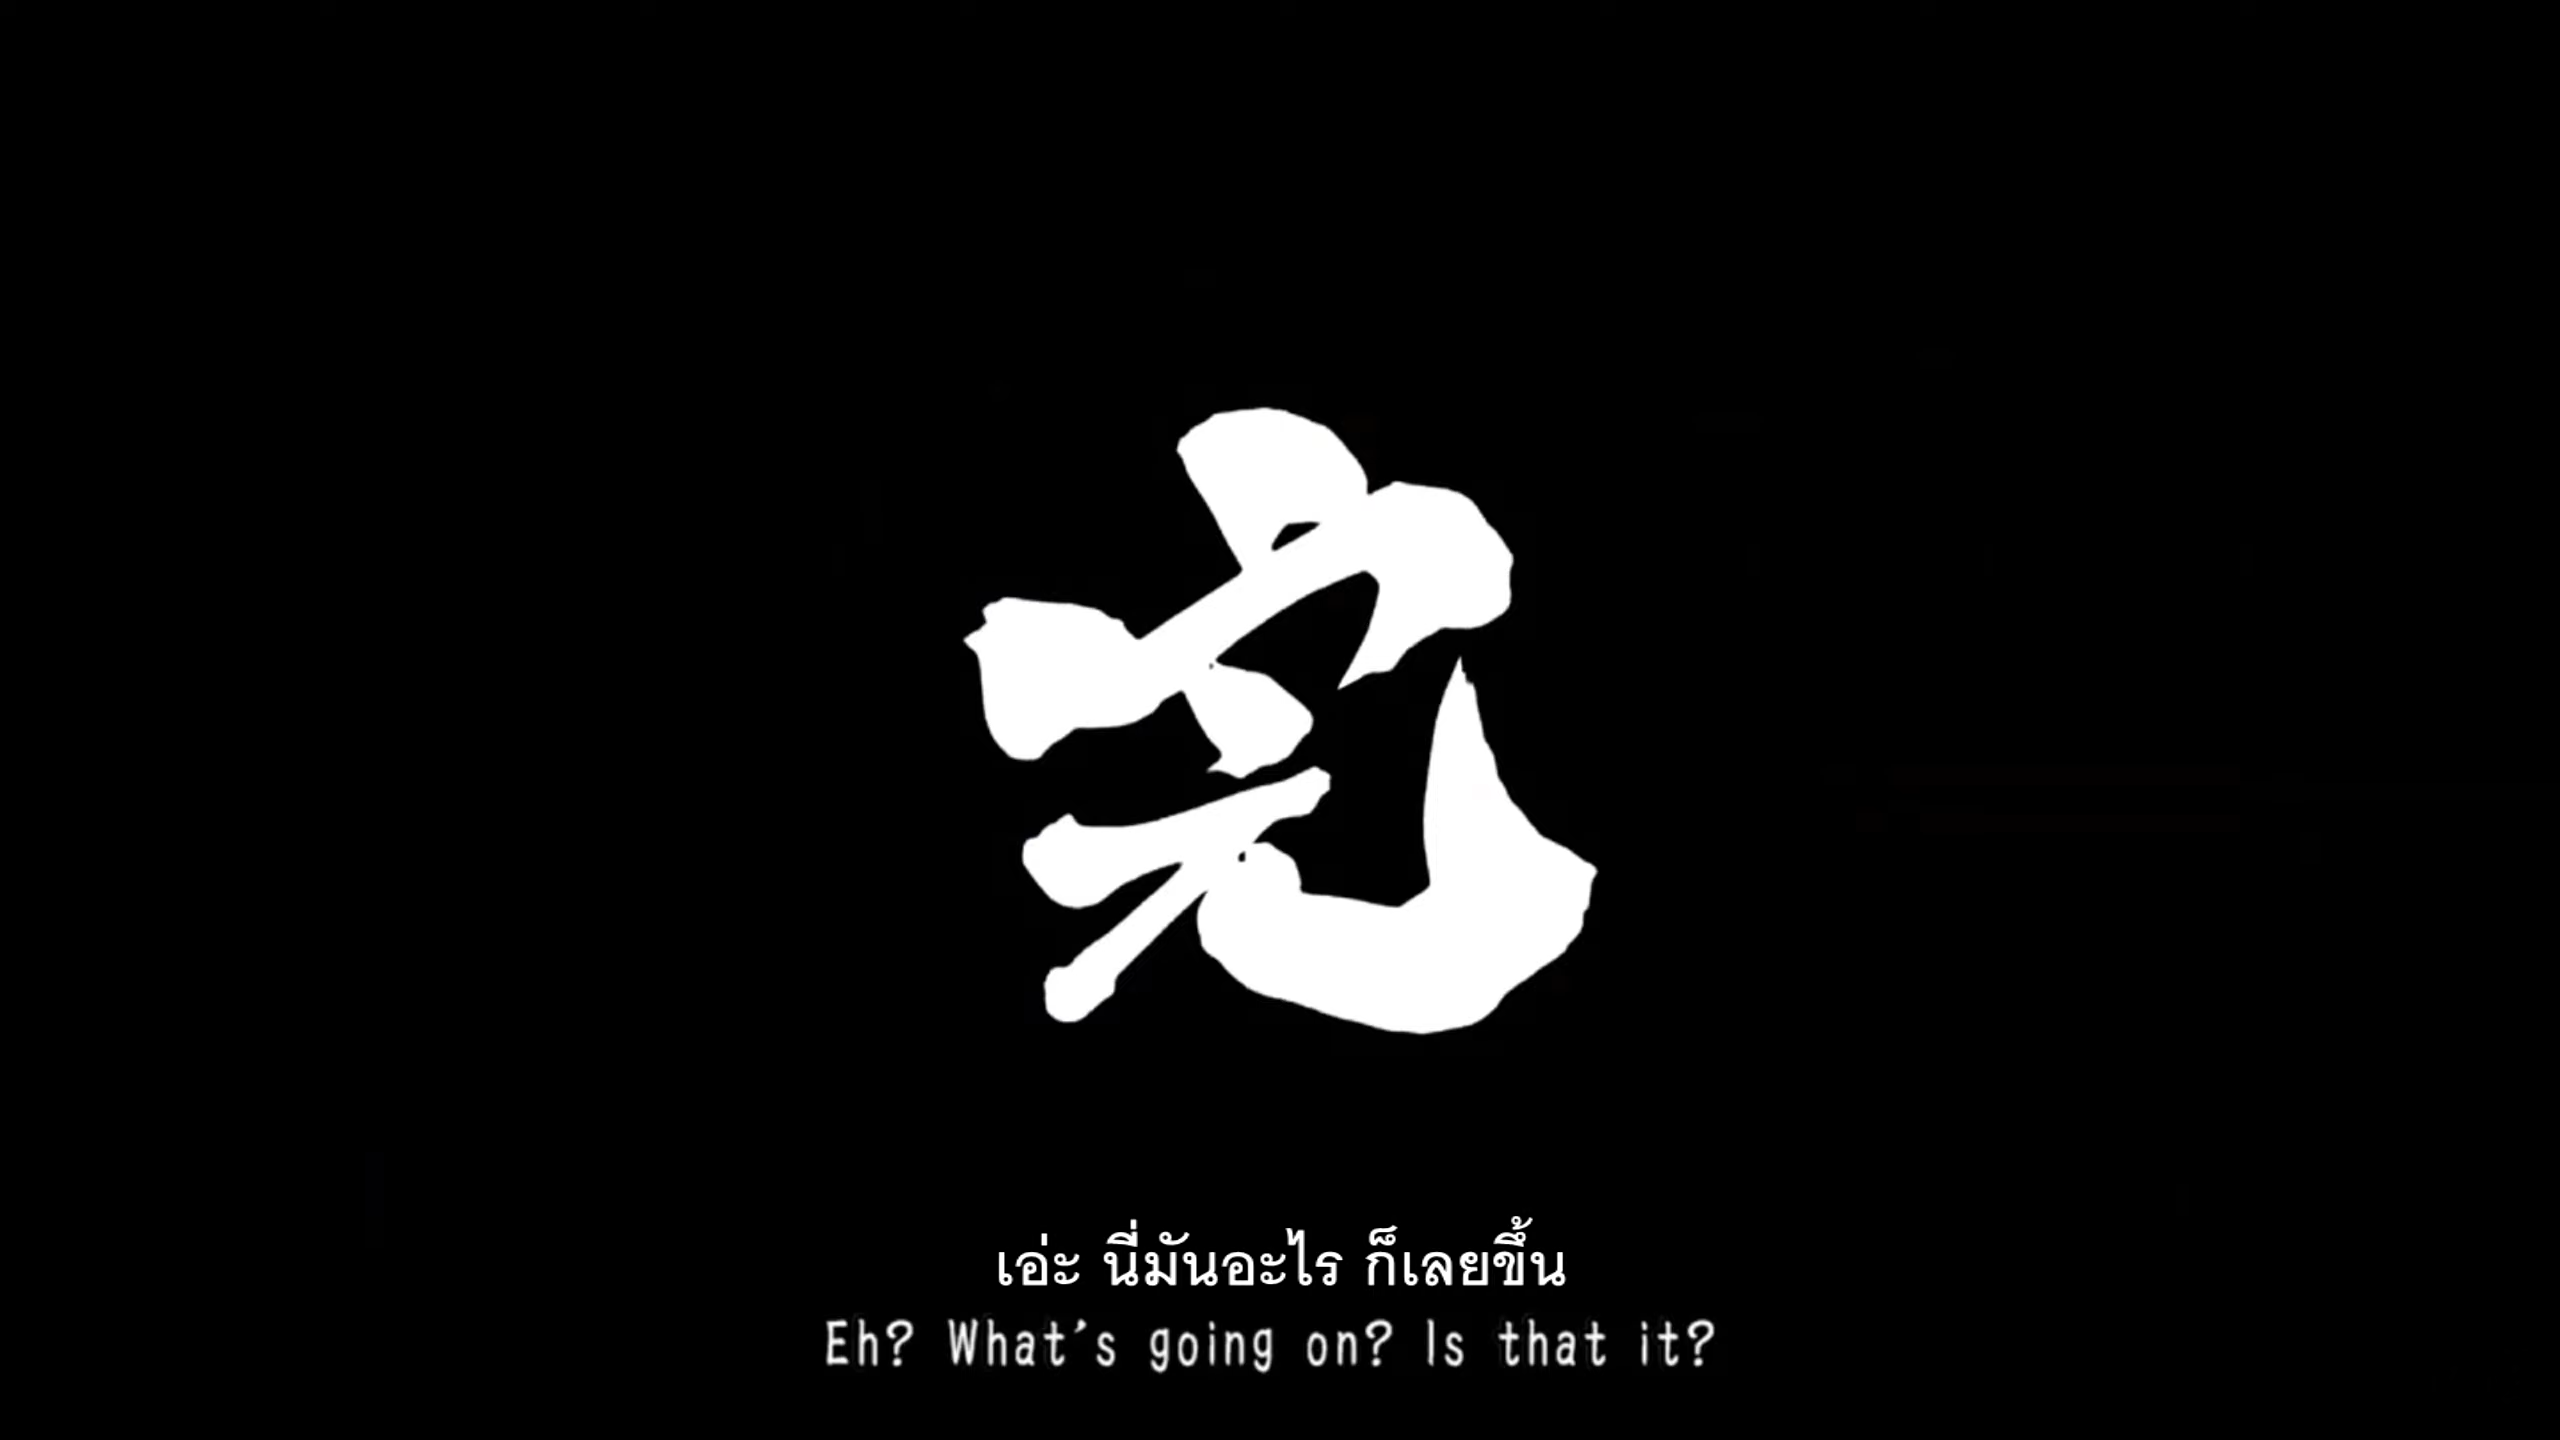 完
เอ่ะ นี่มันอะไร ก็เลยขึ้น
Eh? What's going on? Is that it?